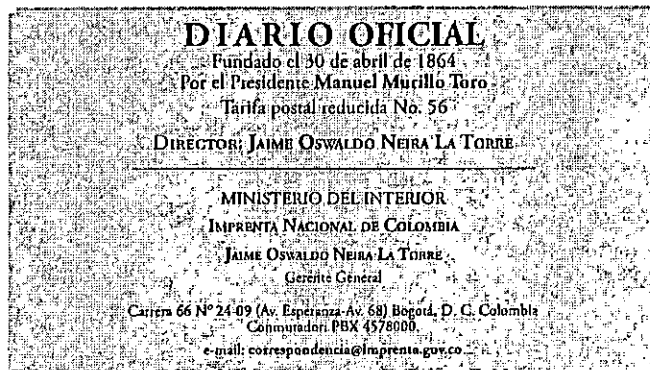 DIARIO OFICIAL
Fundado el 30 de abril de 1864
Por el Presidente Manuel Murillo Toro
Tarifa postal reducida No. 56
DIRECTOR: JAIME OSWALDO NEIRA LA TORRE
MINISTERIO DEL INTERIOR
IMPRENTA NACIONAL DE COLOMBIA
JAIME OSWALDO NEIRA LA TORRE
Gerente General
Carrera 66 N° 24-09 (Av. Esperanza-Av. 68) Bogotá, D. C. Colombia
Conmutador: PBX 4578000.
e-mail: correspondencia@imprenta.gov.co